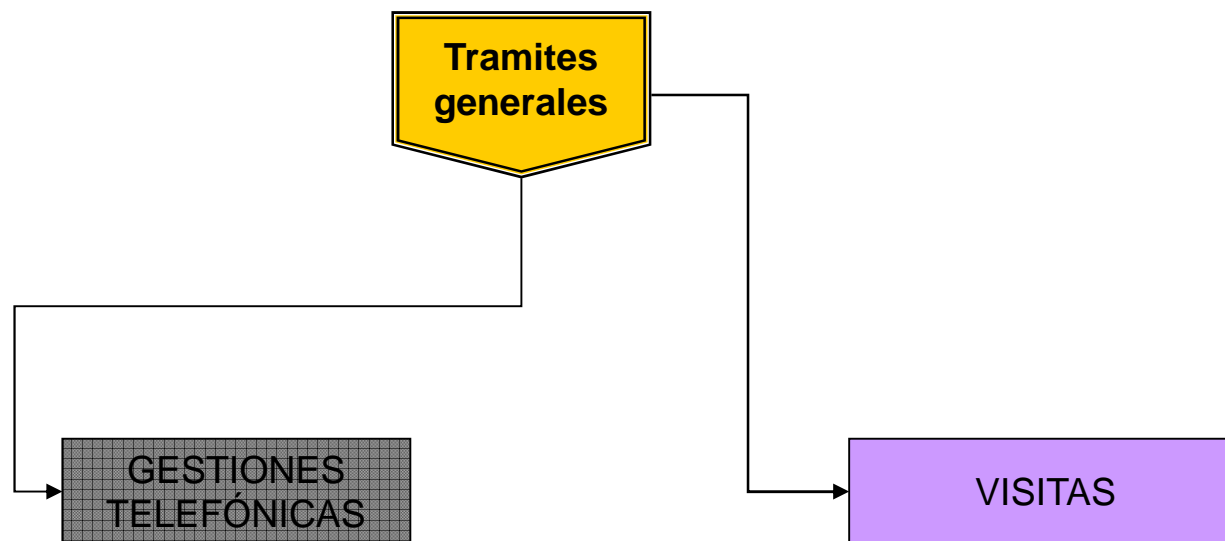 Tramites
generales
GESTIONES
TELEFÓNICAS
VISITAS